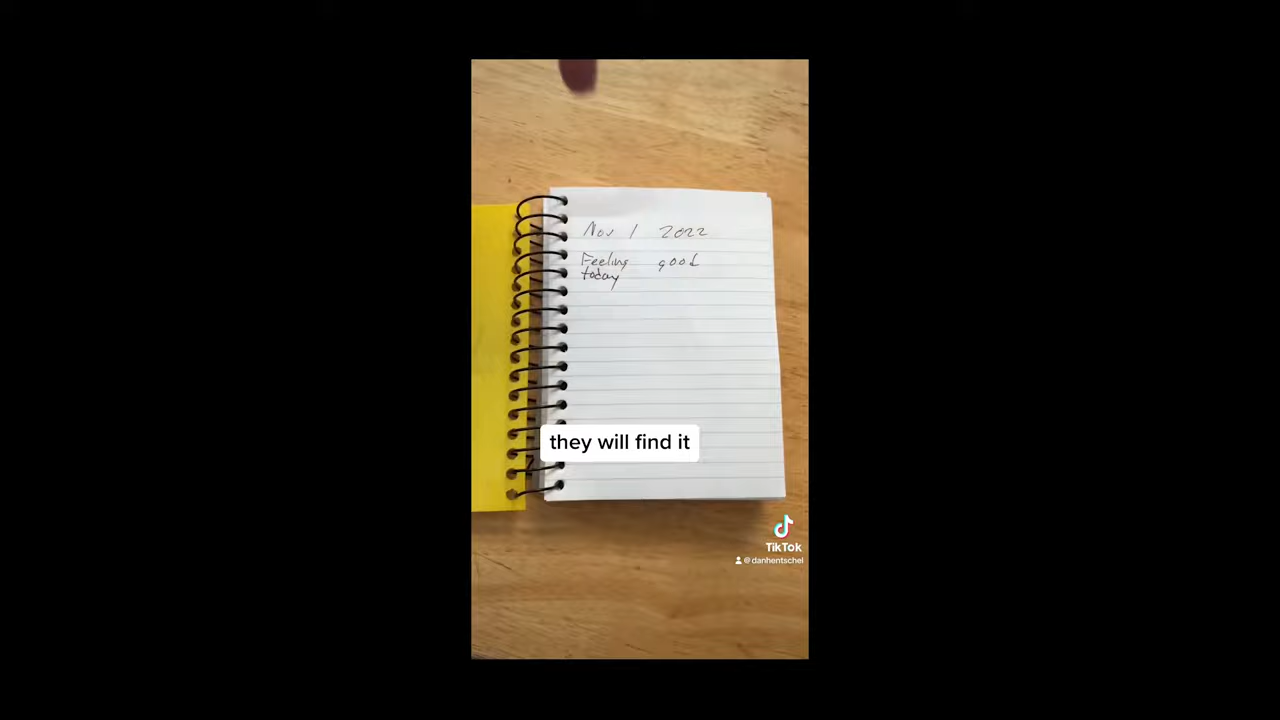 Nov 1 2022
Feeling good
today
they will find it
TikTok
@danhentschel